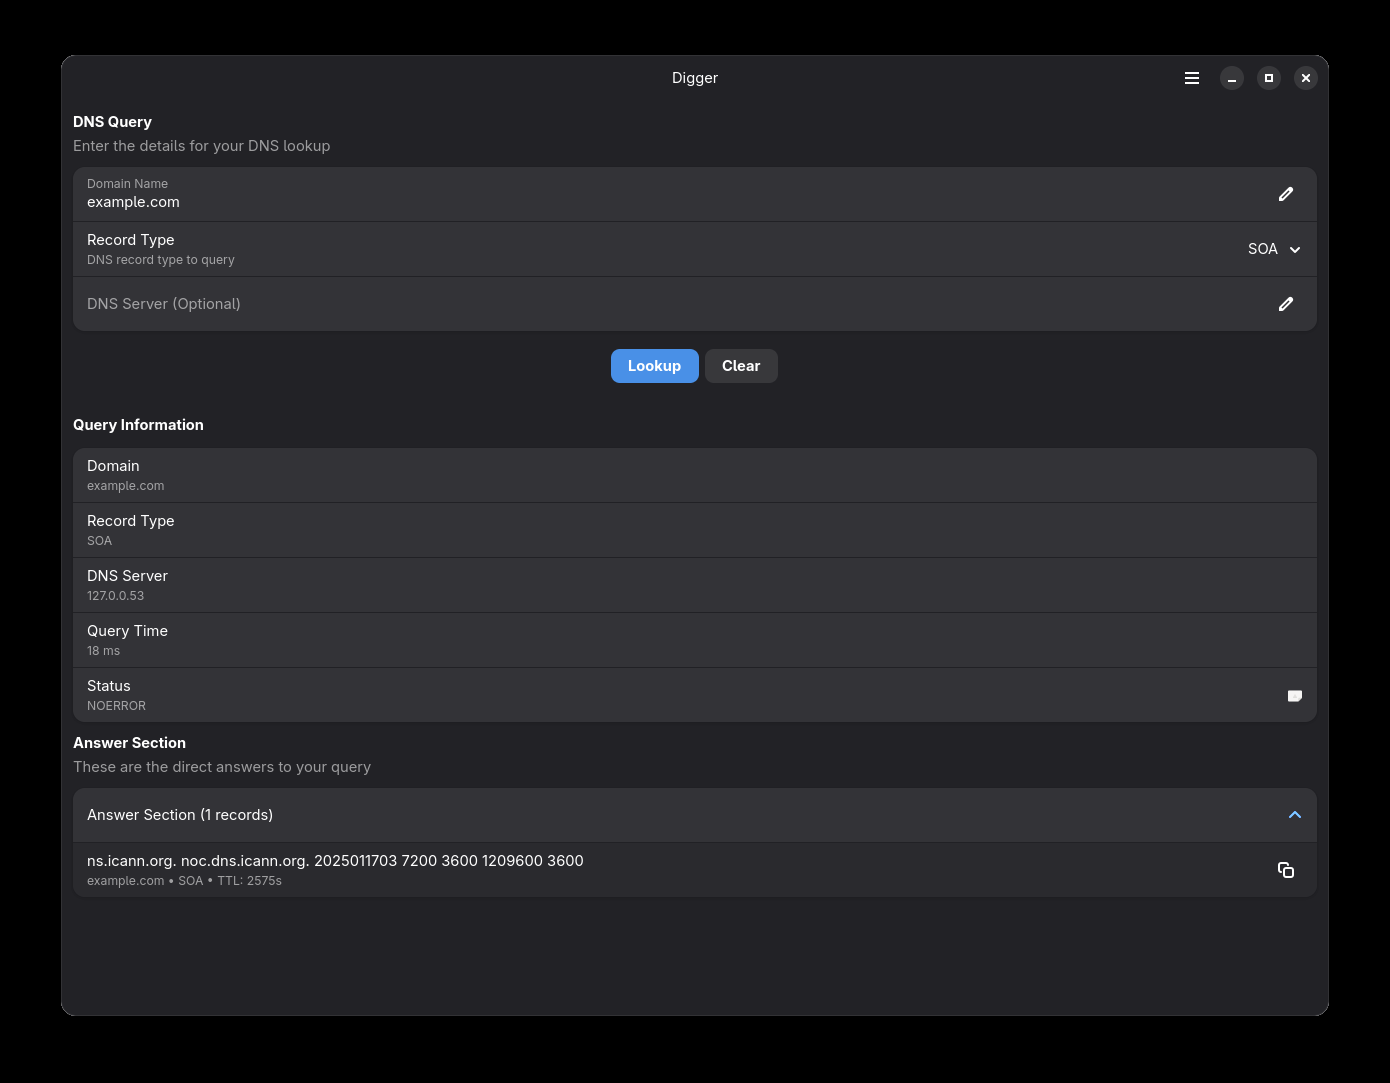 Digger
DNS Query
Enter the details for your DNS lookup
Domain Name
example.com
Record Type
DNS record type to query
SOA
DNS Server (Optional)
Lookup
Clear
Query Information
Domain
example.com
Record Type
SOA
DNS Server
127.0.0.53
Query Time
18 ms
Status
NOERROR
Answer Section
These are the direct answers to your query
Answer Section (1 records)
ns.icann.org. noc.dns.icann.org. 2025011703 7200 3600 1209600 3600
example.com • SOA • TTL: 2575s